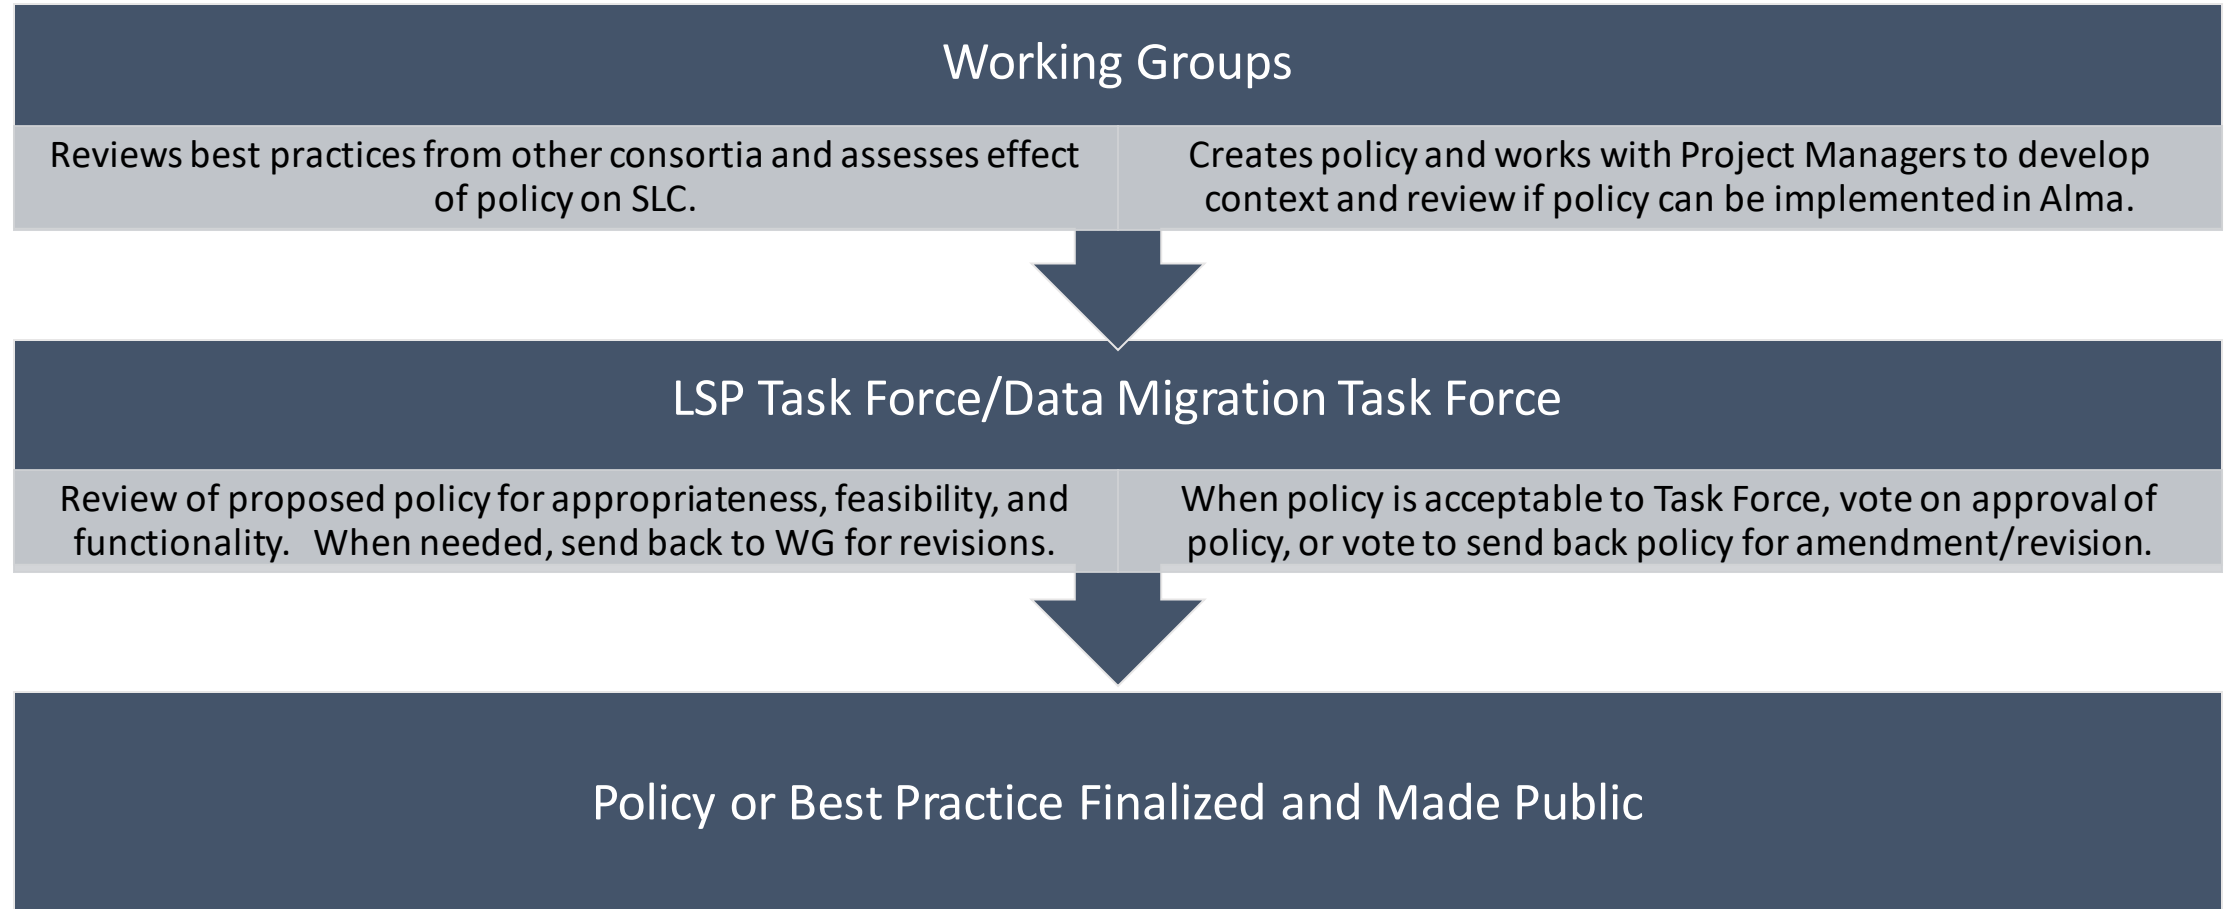 Working Groups
Reviews best practices from other consortia and assesses effect
of policy on SLC.
Creates policy and works with Project Managers to develop
context and review if policy can be implemented in Alma.
LSP Task Force/Data Migration Task Force
Review of proposed policy for appropriateness, feasibility, and
functionality.   When needed, send back to WG for revisions.
When policy is acceptable to Task Force, vote on approval of
policy, or vote to send back policy for amendment/revision.
Policy or Best Practice Finalized and Made Public